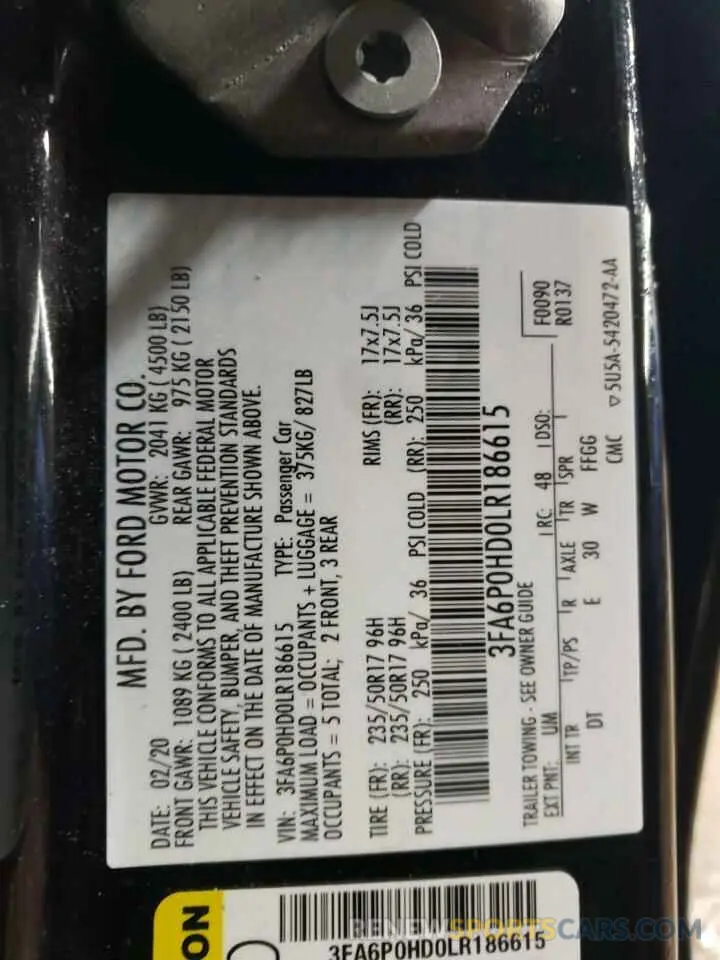 MFD. BY FORD MOTOR CO.
DATE: 02/20 GVWR: 2041 KG ( 4500 LB)
FRONT GAWR: 1089 KG ( 2400 LB) REAR GAWR: 975 KG ( 2150 LB)
THIS VEHICLE CONFORMS TO ALL APPLICABLE FEDERAL MOTOR
VEHICLE SAFETY, BUMPER, AND THEFT PREVENTION STANDARDS
IN EFFECT ON THE DATE OF MANUFACTURE SHOWN ABOVE.
VIN: 3FA6P0HD0LR186615 TYPE: Passenger Car
MAXIMUM LOAD = OCCUPANTS + LUGGAGE = 375KG/ 827LB
OCCUPANTS = 5 TOTAL; 2 FRONT, 3 REAR
TIRE (FR): 235/50R17 96H RIMS (FR): 17x7.5J
(RR): 235/50R17 96H (RR): 17x7.5J
PRESSURE (FR): 250 kPa/ 36 PSI COLD (RR): 250 kPa/ 36 PSI COLD
3FA6P0HD0LR186615
TRAILER TOWING - SEE OWNER GUIDE
EXT PNT: UM RC: 48 DSO: F0090
R0137
INT TR TP/PS R AXLE TR SPR
DT E 30 W FFGG
CMC
▽ 5U5A-5420472-AA
ON
3FA6P0HD0LR186615
BENEWSPORTSCARS.COM